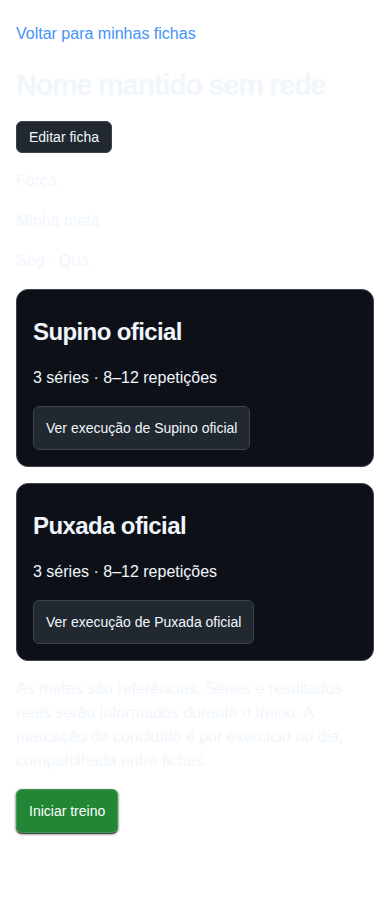 Voltar para minhas fichas
Nome mantido sem rede
Editar ficha
Força
Minha meta
Seg · Qua
Supino oficial
3 séries · 8–12 repetições
Ver execução de Supino oficial
Puxada oficial
3 séries · 8–12 repetições
Ver execução de Puxada oficial
As metas são referências. Séries e resultados
reais serão informados durante o treino. A
marcação de concluído é por exercício no dia,
compartilhada entre fichas.
Iniciar treino